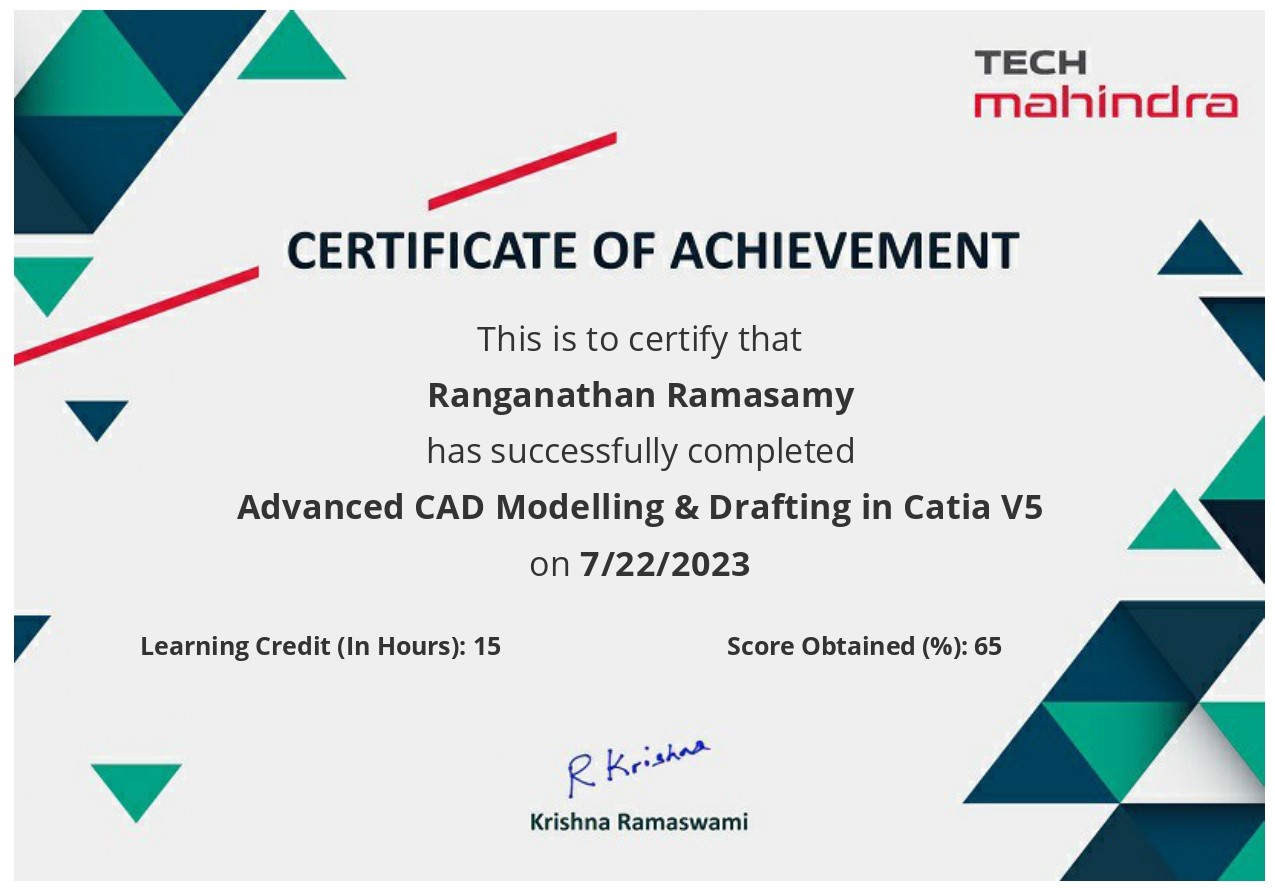 TECH
mahindra
CERTIFICATE OF ACHIEVEMENT
This is to certify that
Ranganathan Ramasamy
has successfully completed
Advanced CAD Modelling & Drafting in Catia V5
on 7/22/2023
Learning Credit (In Hours): 15
Score Obtained (%): 65
R Krishna
Krishna Ramaswami